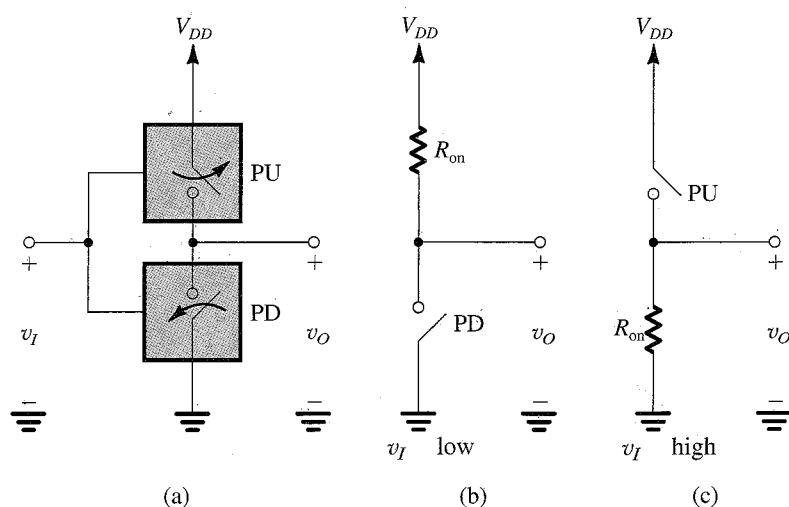 V_DD
PU
+
+
PD
v_I
v_O
−
−
(a)
V_DD
R_on
+
PD
v_O
−
v_I low
(b)
V_DD
PU
+
R_on
v_O
−
v_I high
(c)